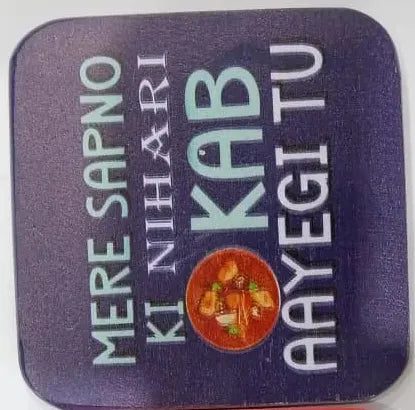 MERE SAPNO
KI NIHARI
KAB
AAYEGI TU